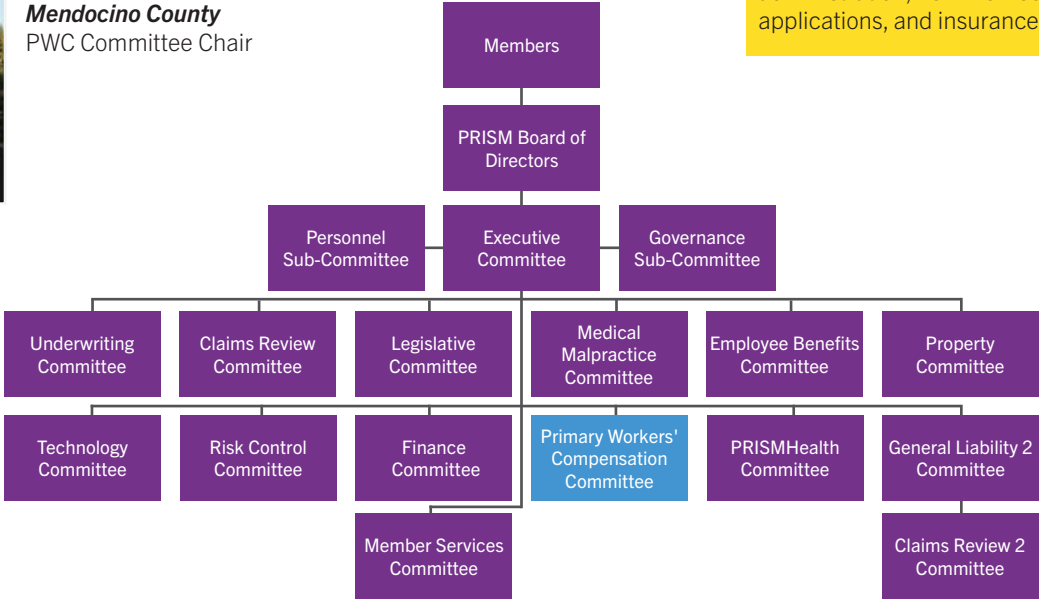 Mendocino County
PWC Committee Chair
applications, and insurance
Members
PRISM Board of
Directors
Personnel
Sub-Committee
Executive
Committee
Governance
Sub-Committee
Underwriting
Committee
Claims Review
Committee
Legislative
Committee
Medical
Malpractice
Committee
Employee Benefits
Committee
Property
Committee
Technology
Committee
Risk Control
Committee
Finance
Committee
Primary Workers'
Compensation
Committee
PRISMHealth
Committee
General Liability 2
Committee
Member Services
Committee
Claims Review 2
Committee